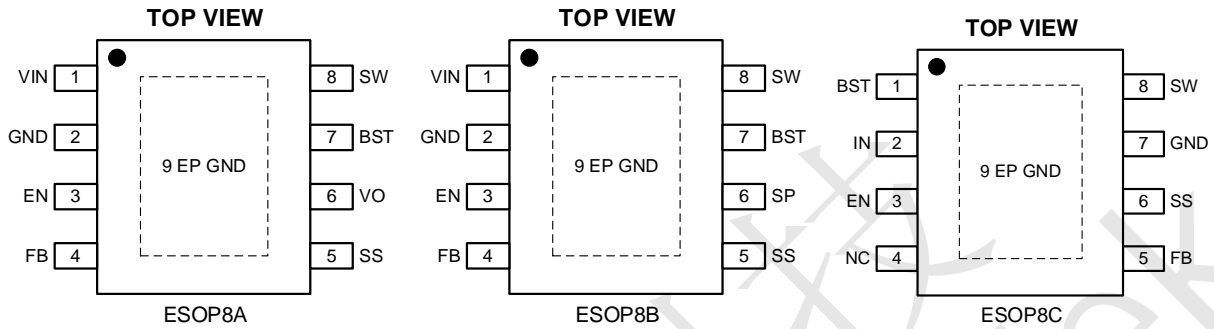 TOP VIEW
VIN 1 8 SW
GND 2 7 BST
9 EP GND
EN 3 6 VO
FB 4 5 SS
ESOP8A
TOP VIEW
VIN 1 8 SW
GND 2 7 BST
9 EP GND
EN 3 6 SP
FB 4 5 SS
ESOP8B
TOP VIEW
BST 1 8 SW
IN 2 7 GND
9 EP GND
EN 3 6 SS
NC 4 5 FB
ESOP8C